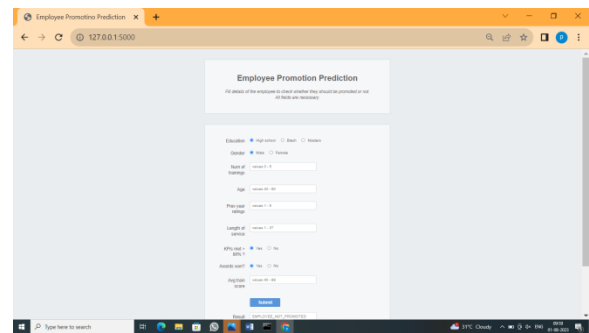 Employee Promotino Prediction
127.0.0.1:5000
Employee Promotion Prediction
Fill details of the employee to check whether they should be promoted or not
All fields are necessary
Education High school Btech Masters
Gender Male Female
Num of
trainings
Age
Prev year
ratings
Length of
service
KPIs met >
80% ? Yes No
Awards won? Yes No
Avg train
score
Submit
Result EMPLOYEE_NOT_PROMOTED
Type here to search
31°C Cloudy